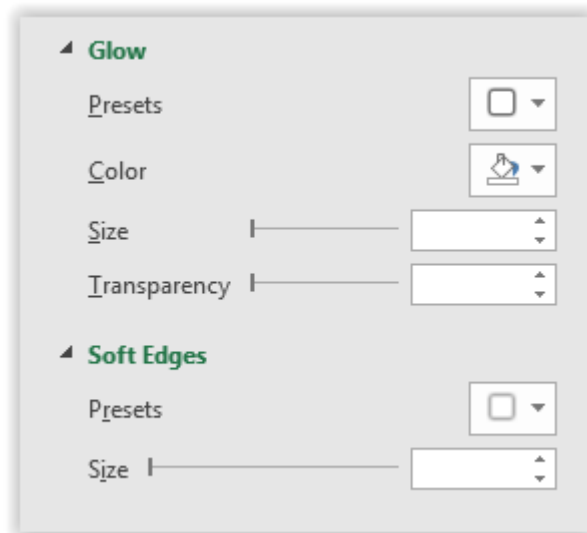 Glow
Presets
Color
Size
Transparency
Soft Edges
Presets
Size